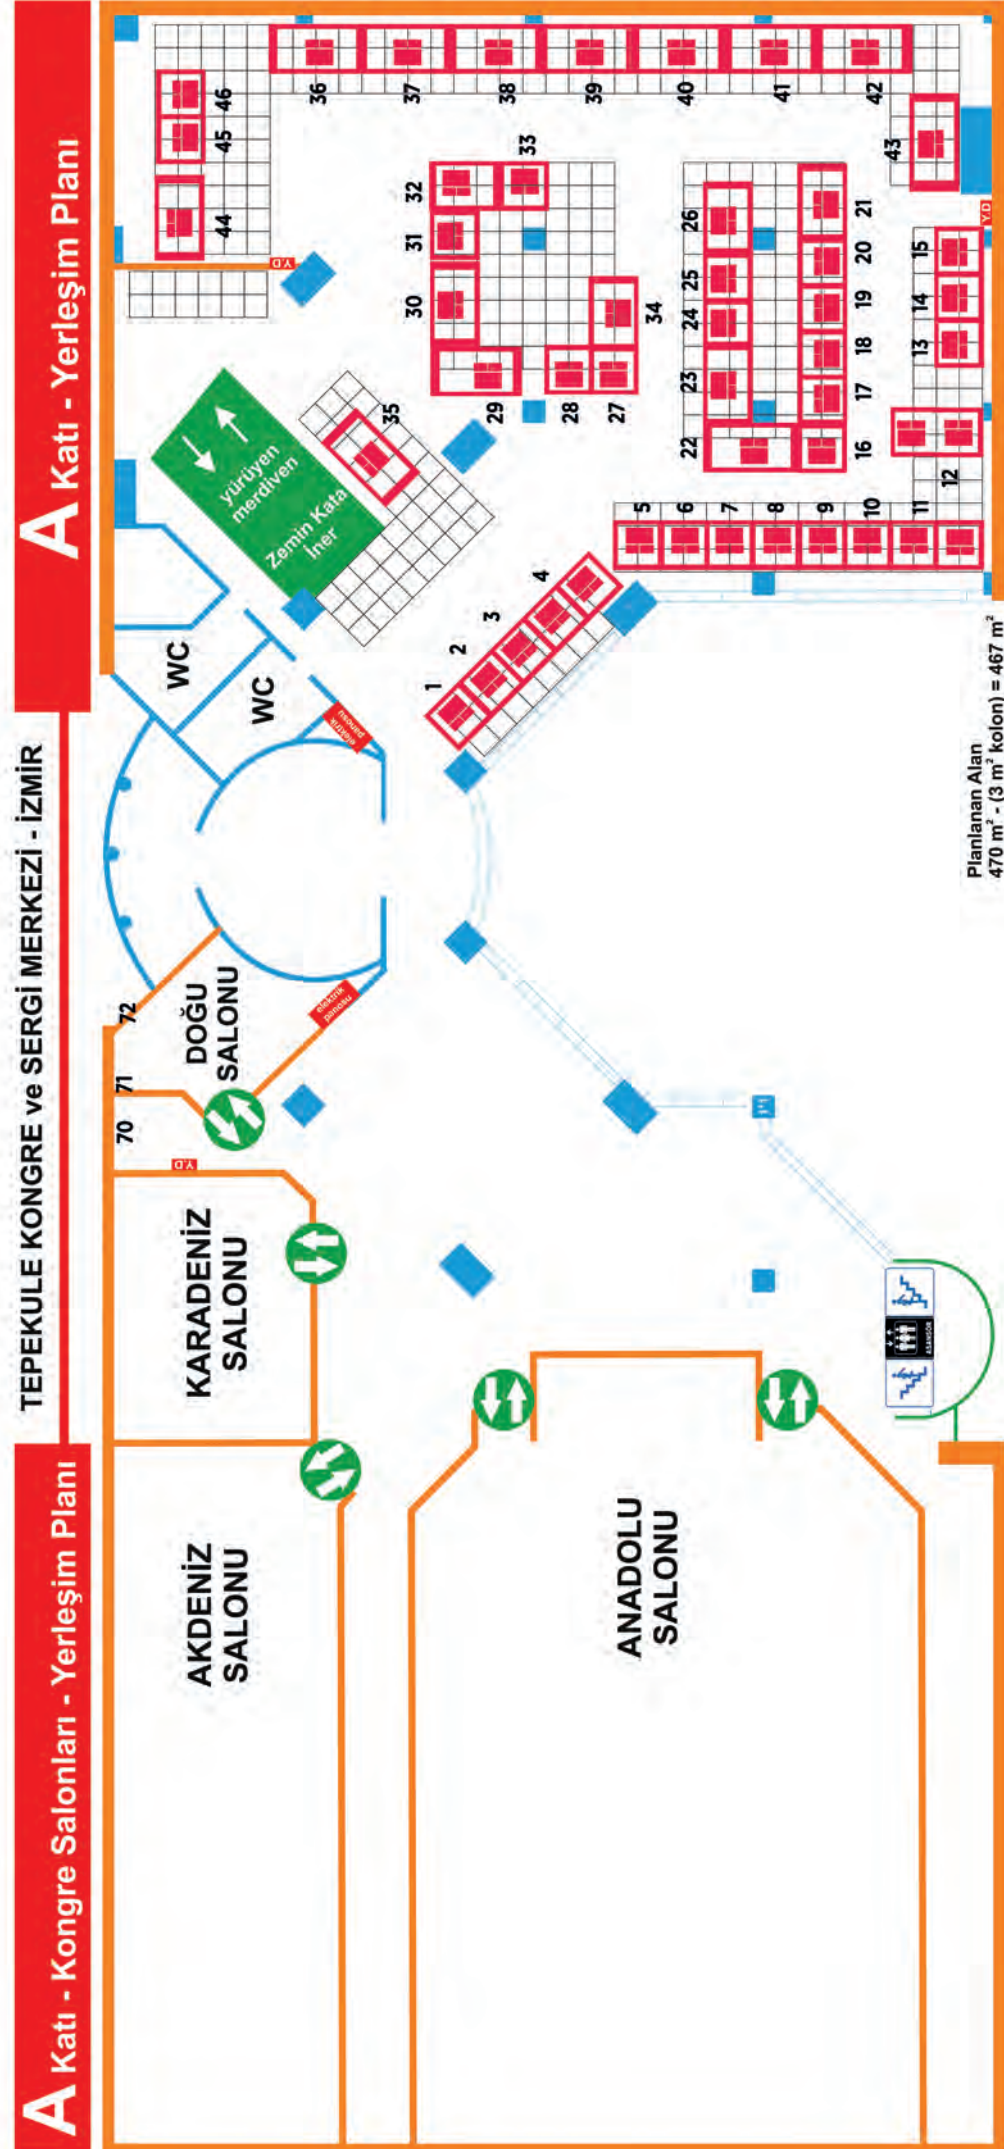 A Katı - Kongre Salonları - Yerleşim Planı
TEPEKULE KONGRE ve SERGİ MERKEZİ - İZMİR
A Katı - Yerleşim Planı
AKDENİZ
SALONU
KARADENİZ
SALONU
Y.D
70
71
72
DOĞU
SALONU
elektrik
panosu
WC
WC
elektrik
panosu
yürüyen
merdiven
Zemin Kata
İner
Y.D
44
45
46
35
36
37
38
39
40
41
42
43
29
30
31
32
33
28
27
34
1
2
3
4
22
23
24
25
26
16
17
18
19
20
21
5
6
7
8
9
10
11
12
13
14
15
Y.D
ANADOLU
SALONU
ASANSÖR
Planlanan Alan
470 m² - (3 m² kolon) = 467 m²